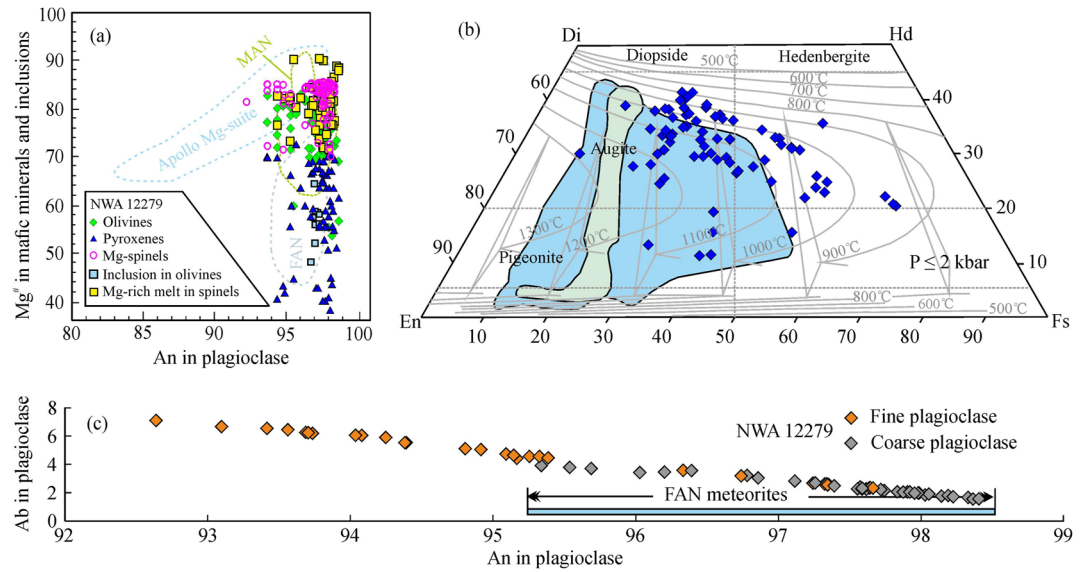 (a)
100
90
80
70
60
50
40
Mg# in mafic minerals and inclusions
MAN
Apollo Mg-suite
FAN
NWA 12279
Olivines
Pyroxenes
Mg-spinels
Inclusion in olivines
Mg-rich melt in spinels
80 85 90 95 100
An in plagioclase
(b)
Di Hd
Diopside Hedenbergite
500℃
600℃
700℃
800℃
60 40
70 30
80 20
90 10
Augite
Pigeonite
1300℃
1200℃
1100℃
1000℃
900℃
P ≤ 2 kbar
800℃
600℃
500℃
En Fs
10 20 30 40 50 60 70 80 90
(c)
8
6
4
2
0
Ab in plagioclase
NWA 12279
Fine plagioclase
Coarse plagioclase
FAN meteorites
92 93 94 95 96 97 98 99
An in plagioclase